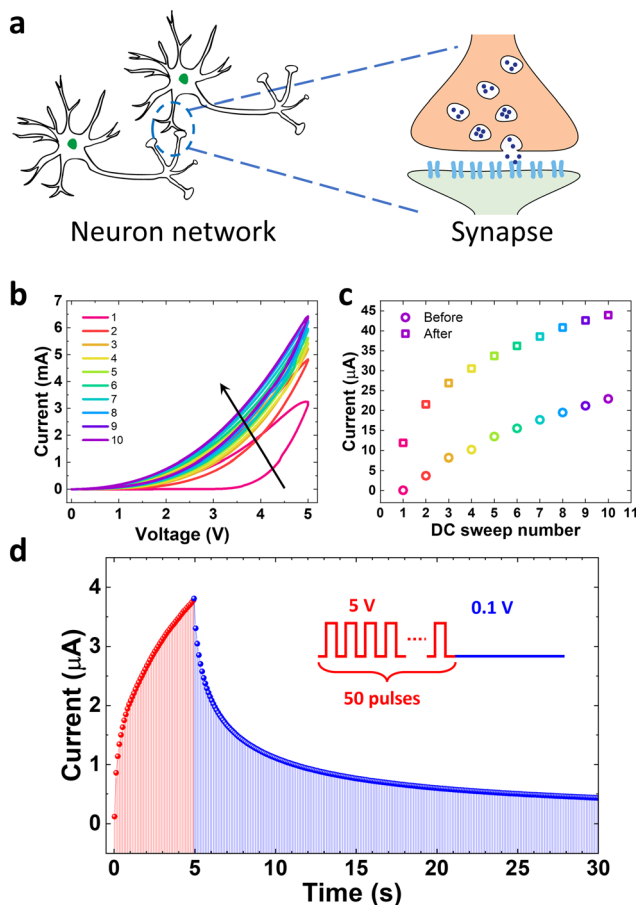 a
Neuron network
Synapse
b
7
6
5
4
3
2
1
0
Current (mA)
1
2
3
4
5
6
7
8
9
10
0 1 2 3 4 5
Voltage (V)
c
45
40
35
30
25
20
15
10
5
0
Current (μA)
Before
After
0 1 2 3 4 5 6 7 8 9 10 11
DC sweep number
d
4
3
2
1
0
Current (μA)
5 V
0.1 V
50 pulses
0 5 10 15 20 25 30
Time (s)